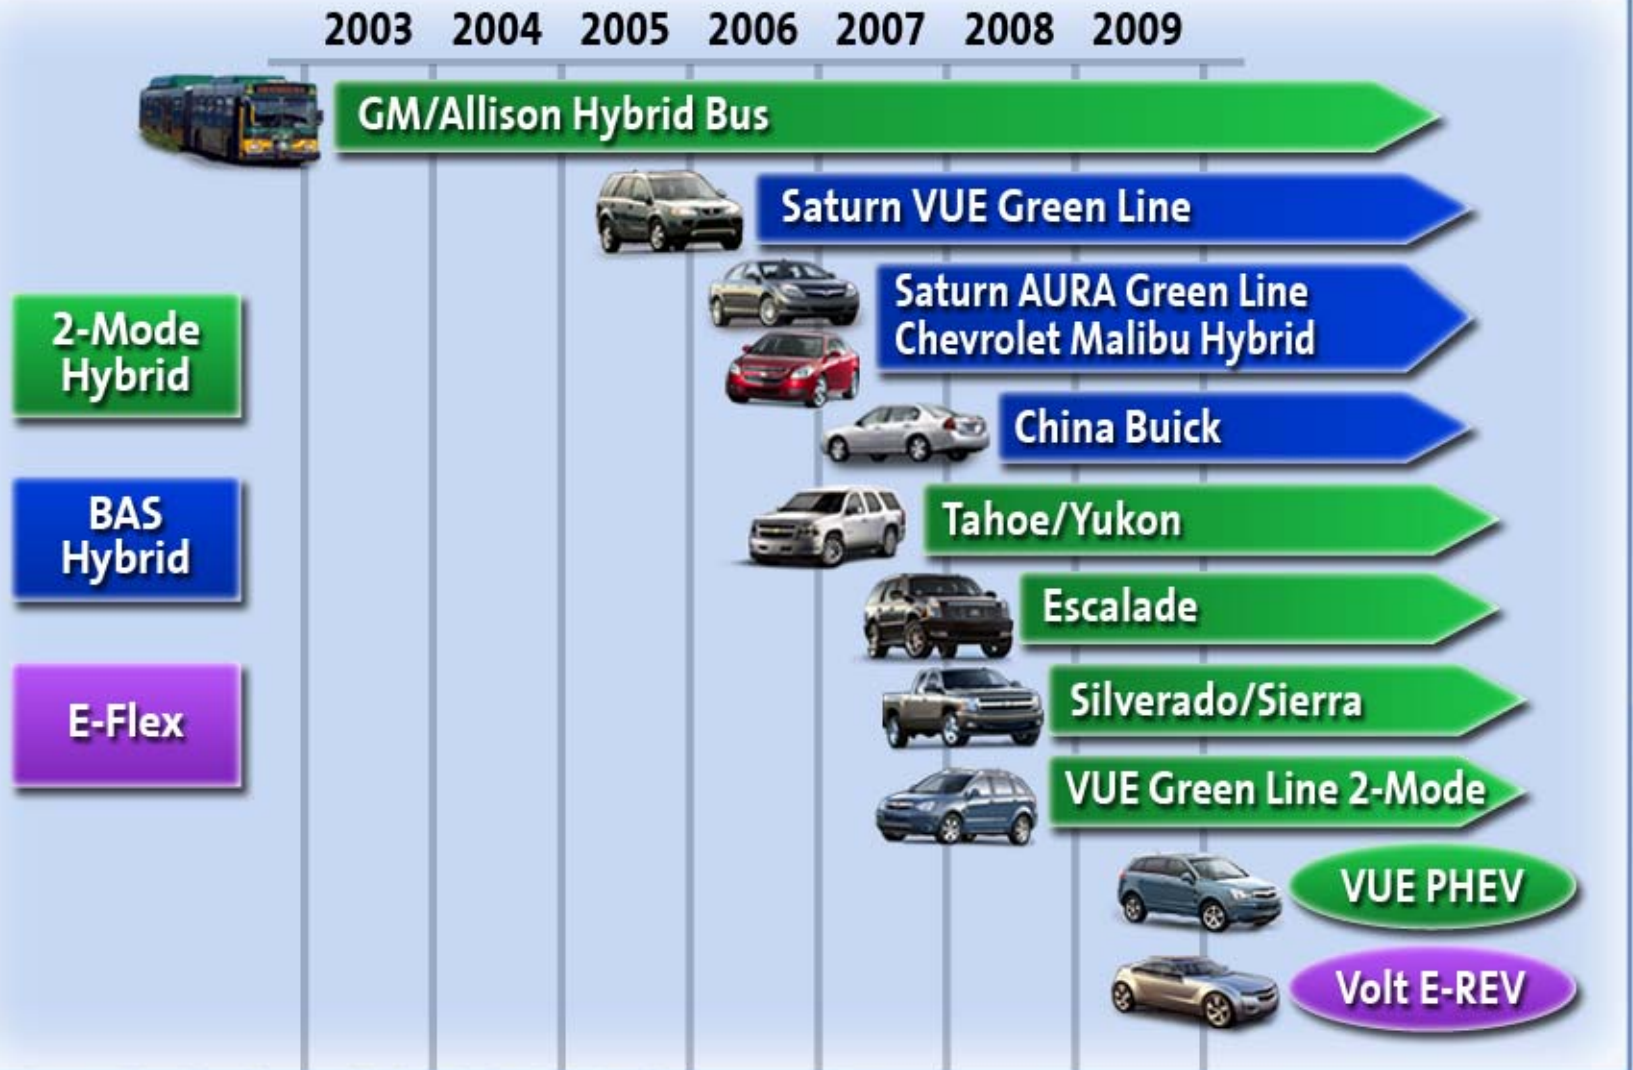 2003 2004 2005 2006 2007 2008 2009
GM/Allison Hybrid Bus
Saturn VUE Green Line
Saturn AURA Green Line
Chevrolet Malibu Hybrid
2-Mode
Hybrid
China Buick
BAS
Hybrid
Tahoe/Yukon
Escalade
E-Flex
Silverado/Sierra
VUE Green Line 2-Mode
VUE PHEV
Volt E-REV